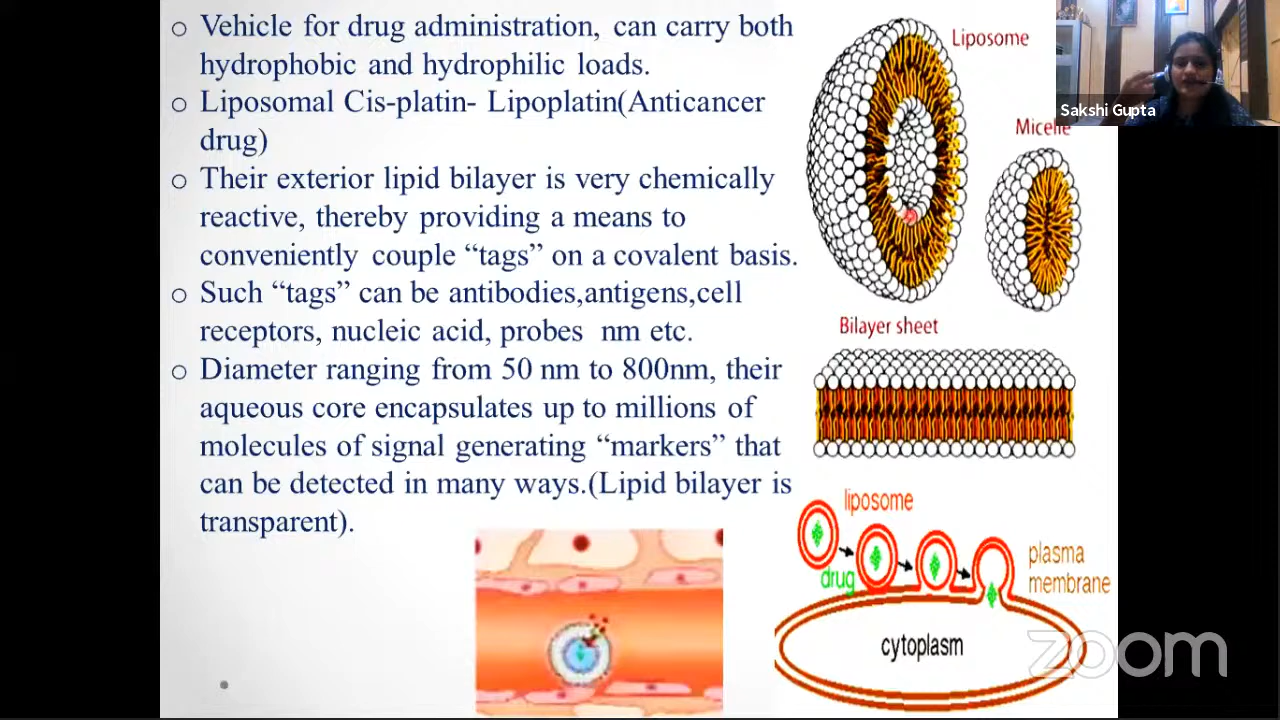 Vehicle for drug administration, can carry both
hydrophobic and hydrophilic loads.
Liposomal Cis-platin- Lipoplatin(Anticancer
drug)
Their exterior lipid bilayer is very chemically
reactive, thereby providing a means to
conveniently couple “tags” on a covalent basis.
Such “tags” can be antibodies,antigens,cell
receptors, nucleic acid, probes nm etc.
Diameter ranging from 50 nm to 800nm, their
aqueous core encapsulates up to millions of
molecules of signal generating “markers” that
can be detected in many ways.(Lipid bilayer is
transparent).
Liposome
Sakshi Gupta
Micelle
Bilayer sheet
liposome
drug
plasma
membrane
cytoplasm
zoom